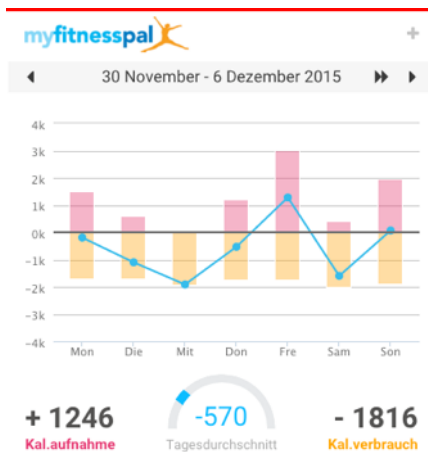 myfitnesspal
+
30 November - 6 Dezember 2015
4k
3k
2k
1k
0k
-1k
-2k
-3k
-4k
Mon Die Mit Don Fre Sam Son
+ 1246 -570 - 1816
Kal.aufnahme Tagesdurchschnitt Kal.verbrauch